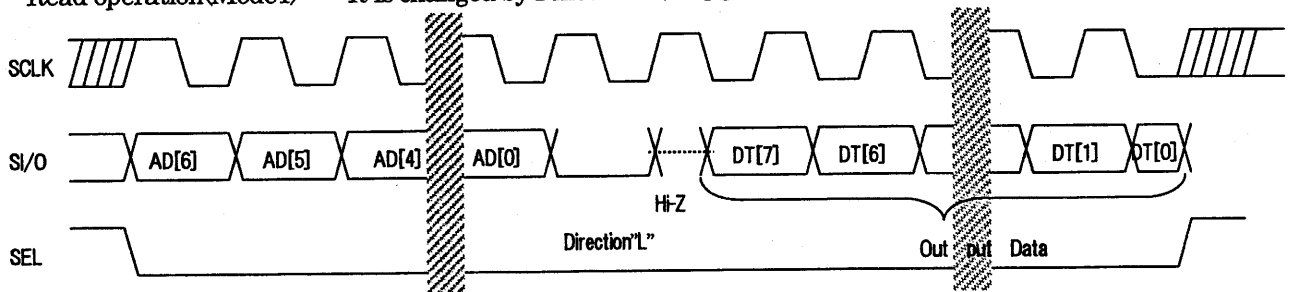 Read operation(Mode1) It is changed by
SCLK
SI/O AD[6] AD[5] AD[4] AD[0] DT[7] DT[6] DT[1] DT[0]
Hi-Z
Direction"L"
SEL Out put Data